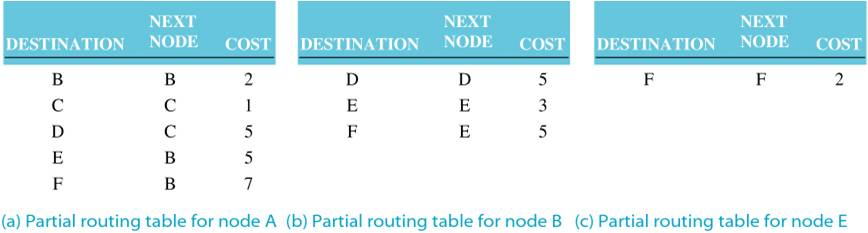 DESTINATION NEXT NODE COST
B B 2
C C 1
D C 5
E B 5
F B 7
(a) Partial routing table for node A
DESTINATION NEXT NODE COST
D D 5
E E 3
F E 5
(b) Partial routing table for node B
DESTINATION NEXT NODE COST
F F 2
(c) Partial routing table for node E